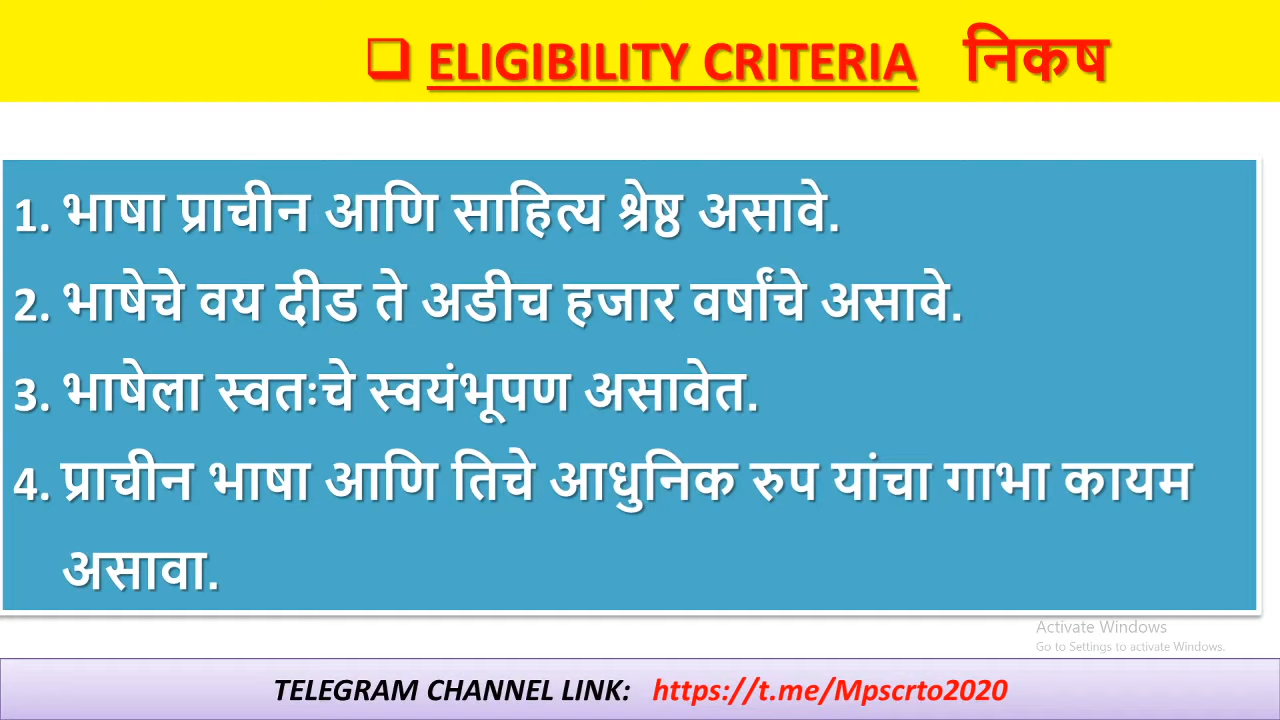 ❑ ELIGIBILITY CRITERIA निकष
1. भाषा प्राचीन आणि साहित्य श्रेष्ठ असावे.
2. भाषेचे वय दीड ते अडीच हजार वर्षांचे असावे.
3. भाषेला स्वतःचे स्वयंभूपण असावेत.
4. प्राचीन भाषा आणि तिचे आधुनिक रुप यांचा गाभा कायम
असावा.
Activate Windows
Go to Settings to activate Windows.
TELEGRAM CHANNEL LINK: https://t.me/Mpscrto2020